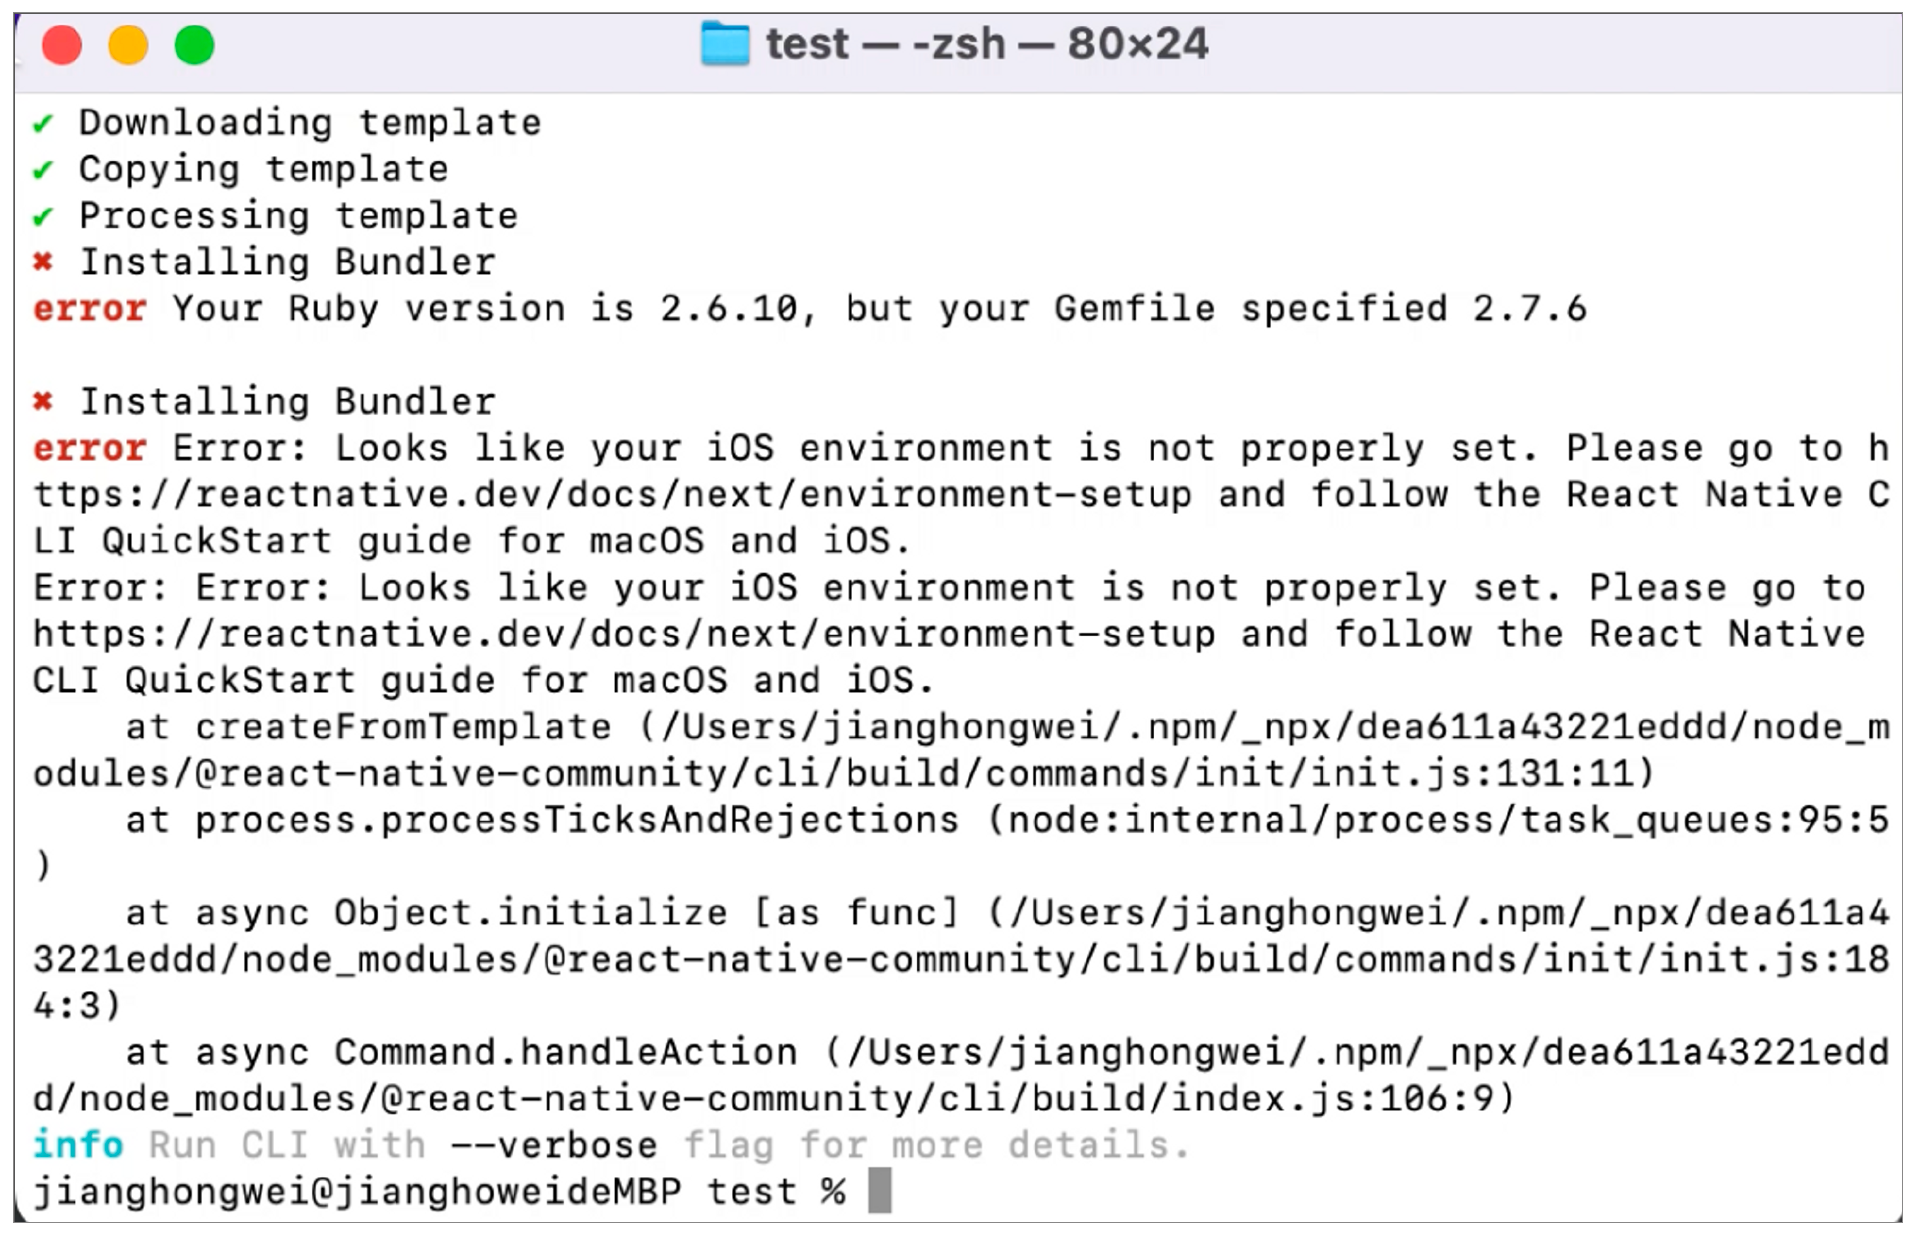 test — -zsh — 80×24
✔ Downloading template
✔ Copying template
✔ Processing template
✖ Installing Bundler
error Your Ruby version is 2.6.10, but your Gemfile specified 2.7.6
✖ Installing Bundler
error Error: Looks like your iOS environment is not properly set. Please go to h
ttps://reactnative.dev/docs/next/environment-setup and follow the React Native C
LI QuickStart guide for macOS and iOS.
Error: Error: Looks like your iOS environment is not properly set. Please go to
https://reactnative.dev/docs/next/environment-setup and follow the React Native
CLI QuickStart guide for macOS and iOS.
    at createFromTemplate (/Users/jianghongwei/.npm/_npx/dea611a43221eddd/node_m
odules/@react-native-community/cli/build/commands/init/init.js:131:11)
    at process.processTicksAndRejections (node:internal/process/task_queues:95:5
)
    at async Object.initialize [as func] (/Users/jianghongwei/.npm/_npx/dea611a4
3221eddd/node_modules/@react-native-community/cli/build/commands/init/init.js:18
4:3)
    at async Command.handleAction (/Users/jianghongwei/.npm/_npx/dea611a43221edd
d/node_modules/@react-native-community/cli/build/index.js:106:9)
info Run CLI with --verbose flag for more details.
jianghongwei@jianghoweideMBP test %